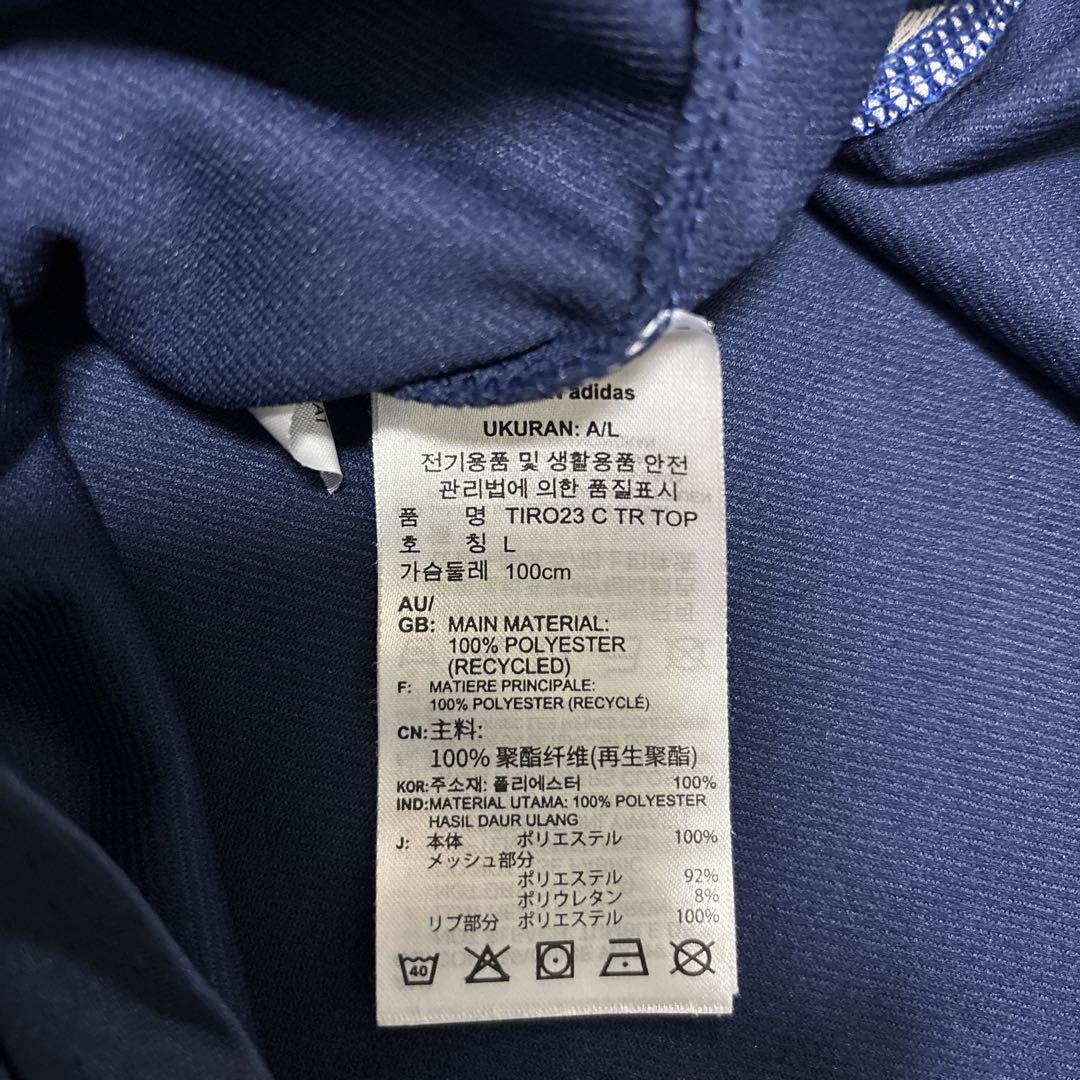 adidas
UKURAN: A/L
전기용품 및 생활용품 안전
관리법에 의한 품질표시
품 명 TIRO23 C TR TOP
호 칭 L
가슴둘레 100cm
AU/
GB: MAIN MATERIAL:
100% POLYESTER
(RECYCLED)
F: MATIERE PRINCIPALE:
100% POLYESTER (RECYCLÉ)
CN: 主料:
100% 聚酯纤维(再生聚酯)
KOR: 주소재: 폴리에스터 100%
IND: MATERIAL UTAMA: 100% POLYESTER
HASIL DAUR ULANG
J: 本体 ポリエステル 100%
メッシュ部分
ポリエステル 92%
ポリウレタン 8%
リブ部分 ポリエステル 100%
40